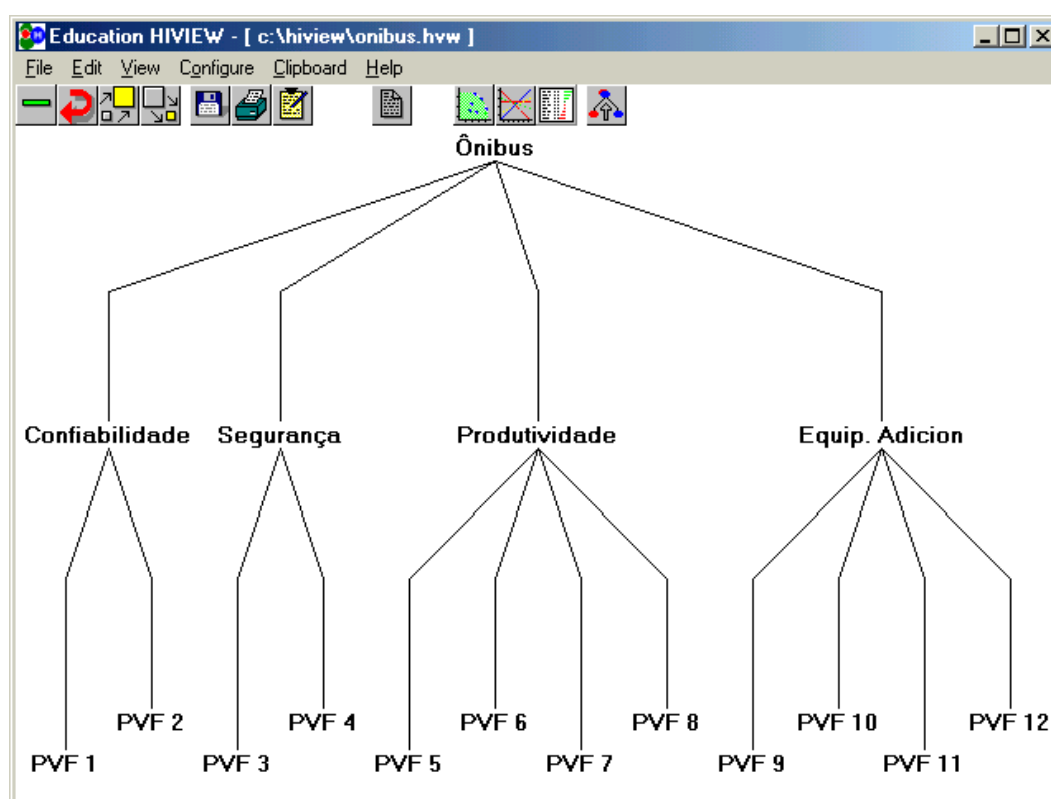 Education HIVIEW - [ c:\hiview\onibus.hvw ]
File Edit View Configure Clipboard Help
Ônibus
Confiabilidade Segurança Produtividade Equip. Adicion
PVF 2 PVF 4 PVF 6 PVF 8 PVF 10 PVF 12
PVF 1 PVF 3 PVF 5 PVF 7 PVF 9 PVF 11